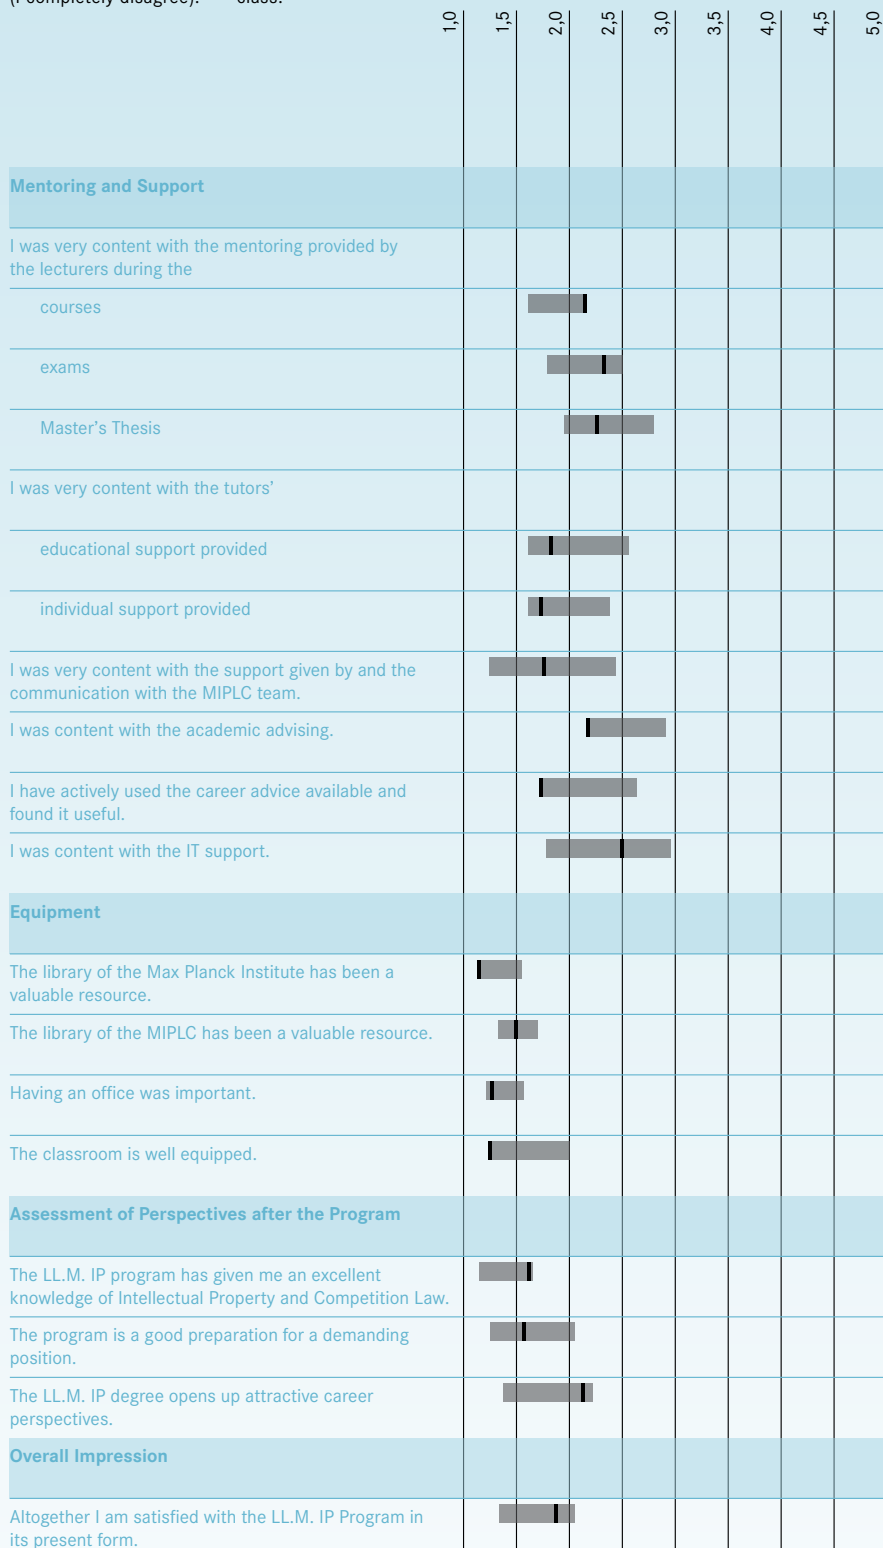 (I completely disagree). class.
1,0
1,5
2,0
2,5
3,0
3,5
4,0
4,5
5,0
Mentoring and Support
I was very content with the mentoring provided by
the lecturers during the
courses
exams
Master's Thesis
I was very content with the tutors'
educational support provided
individual support provided
I was very content with the support given by and the
communication with the MIPLC team.
I was content with the academic advising.
I have actively used the career advice available and
found it useful.
I was content with the IT support.
Equipment
The library of the Max Planck Institute has been a
valuable resource.
The library of the MIPLC has been a valuable resource.
Having an office was important.
The classroom is well equipped.
Assessment of Perspectives after the Program
The LL.M. IP program has given me an excellent
knowledge of Intellectual Property and Competition Law.
The program is a good preparation for a demanding
position.
The LL.M. IP degree opens up attractive career
perspectives.
Overall Impression
Altogether I am satisfied with the LL.M. IP Program in
its present form.